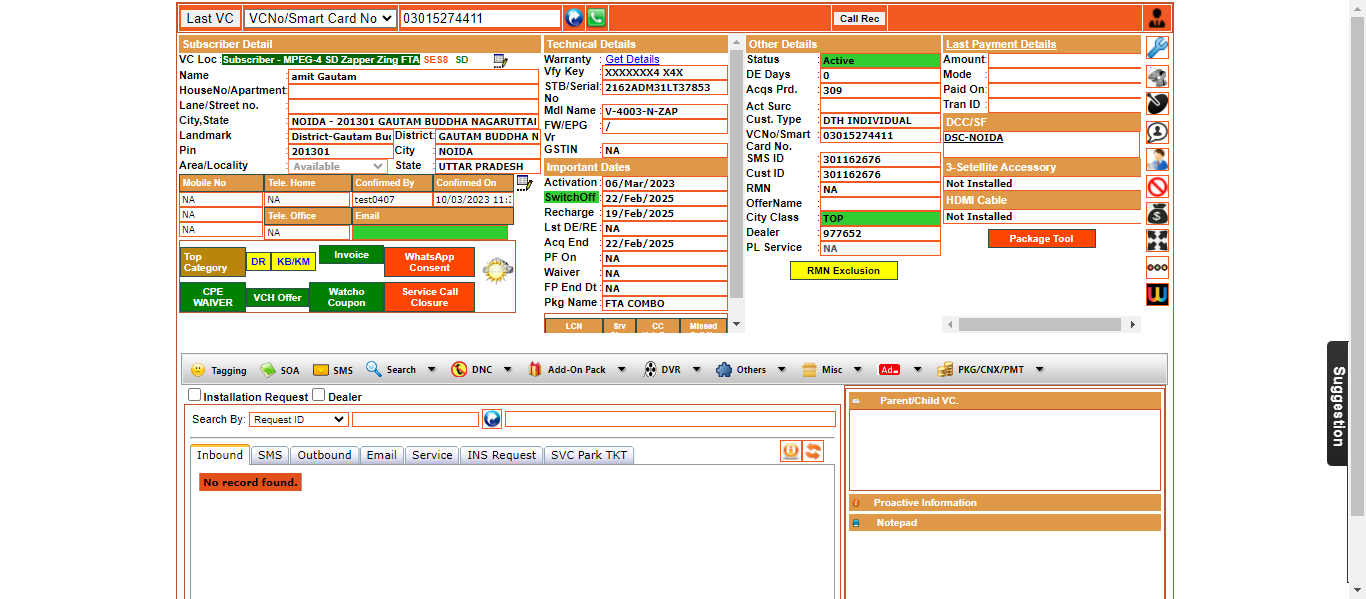 Last VC VCNo/Smart Card No 03015274411 Call Rec
Subscriber Detail
VC Loc : Subscriber - MPEG-4 SD Zapper Zing FTA SES8 SD
Name : amit Gautam
HouseNo/Apartment:
Lane/Street no. :
City,State : NOIDA - 201301 GAUTAM BUDDHA NAGARUTTAI
Landmark : District-Gautam Buc District: GAUTAM BUDDHA N
Pin : 201301 City : NOIDA
Area/Locality : Available State : UTTAR PRADESH
Mobile No Tele. Home Confirmed By Confirmed On
NA NA test0407 10/03/2023 11:
NA Tele. Office Email
NA NA
Top Category DR KB/KM Invoice WhatsApp Consent
CPE WAIVER VCH Offer Watcho Coupon Service Call Closure
Technical Details
Warranty : Get Details
Vfy Key : XXXXXXX4 X4X
STB/Serial No : 2162ADM31LT37853
Mdl Name : V-4003-N-ZAP
FW/EPG Vr : /
GSTIN : NA
Important Dates
Activation : 06/Mar/2023
SwitchOff : 22/Feb/2025
Recharge : 19/Feb/2025
Lst DE/RE : NA
Acq End : 22/Feb/2025
PF On : NA
Waiver : NA
FP End Dt : NA
Pkg Name : FTA COMBO
LCN Srv CC Missed
Other Details
Status : Active
DE Days : 0
Acqs Prd. : 309
Act Surc :
Cust. Type : DTH INDIVIDUAL
VCNo/Smart Card No. : 03015274411
SMS ID : 301162676
Cust ID : 301162676
RMN : NA
OfferName :
City Class : TOP
Dealer : 977652
PL Service : NA
RMN Exclusion
Last Payment Details
Amount:
Mode :
Paid On:
Tran ID :
DCC/SF
DSC-NOIDA
3-Setellite Accessory
Not Installed
HDMI Cable
Not Installed
Package Tool
Tagging SOA SMS Search DNC Add-On Pack DVR Others Misc Ad PKG/CNX/PMT
Installation Request Dealer
Search By: Request ID
Inbound SMS Outbound Email Service INS Request SVC Park TKT
No record found.
Parent/Child VC.
Proactive Information
Notepad
Suggestion